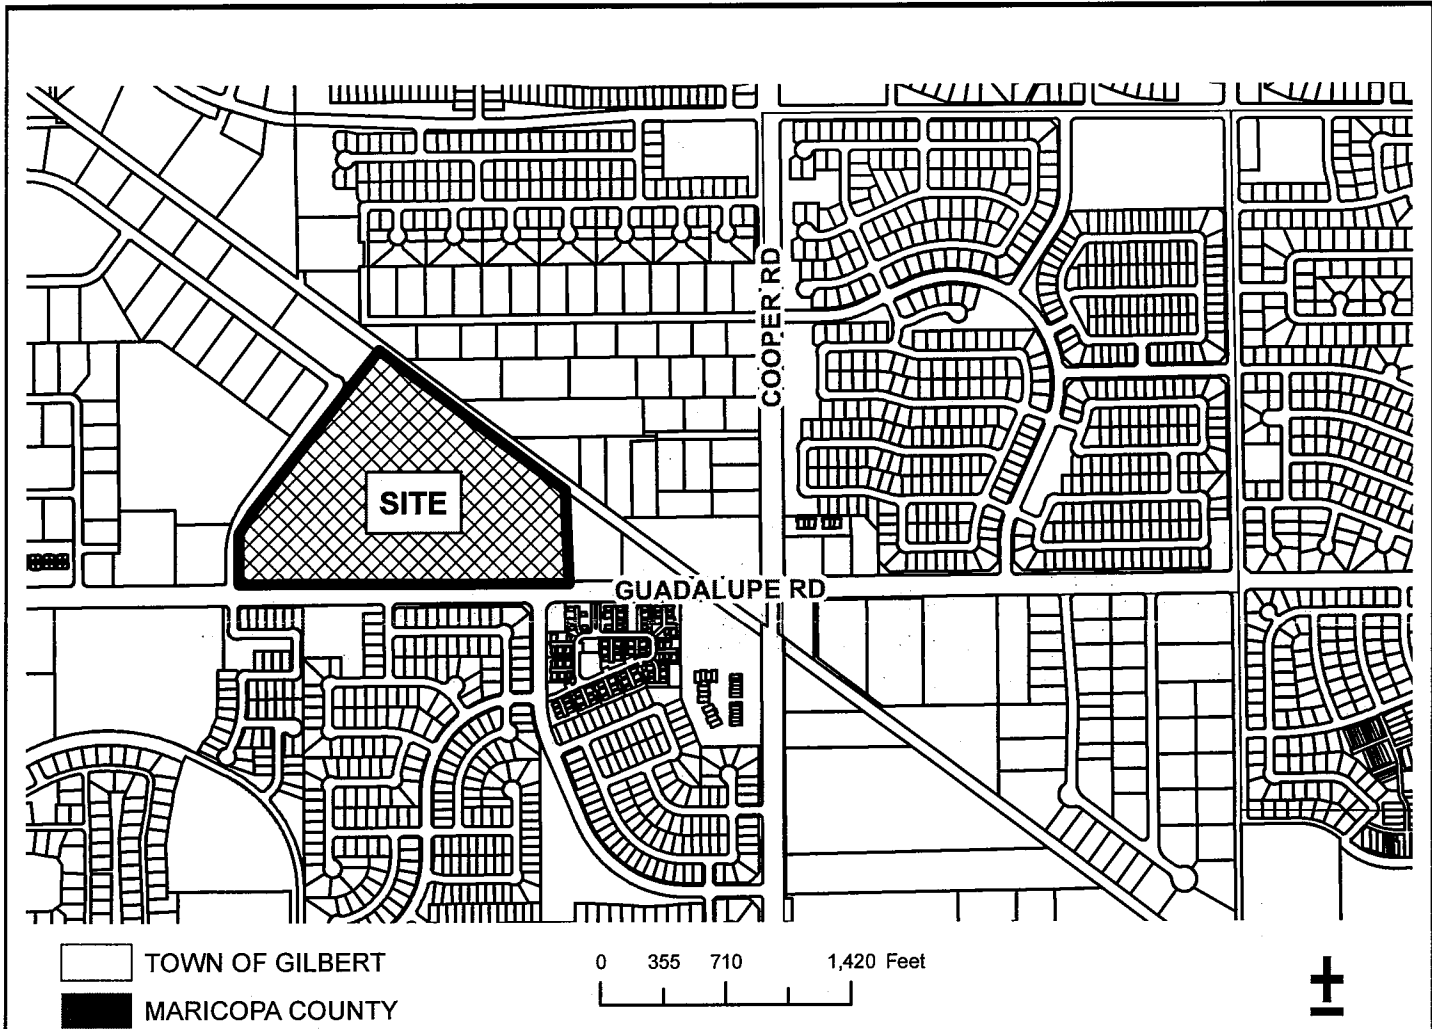 COOPER RD
SITE
GUADALUPE RD
TOWN OF GILBERT
MARICOPA COUNTY
0 355 710 1,420 Feet